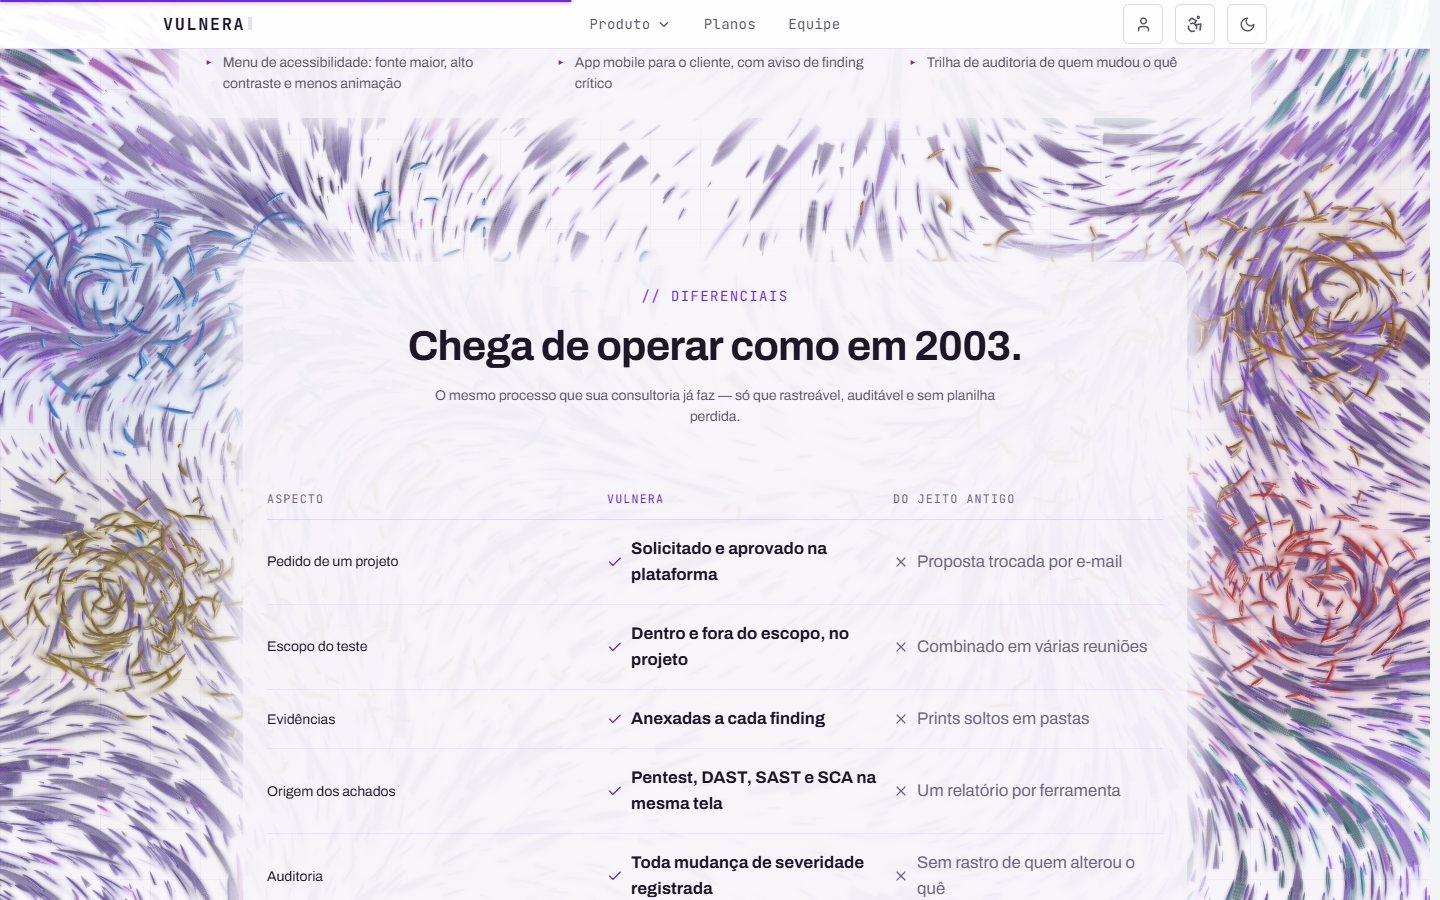 VULNERA
Produto
Planos
Equipe
Menu de acessibilidade: fonte maior, alto
contraste e menos animação
App mobile para o cliente, com aviso de finding
crítico
Trilha de auditoria de quem mudou o quê
// DIFERENCIAIS
Chega de operar como em 2003.
O mesmo processo que sua consultoria já faz — só que rastreável, auditável e sem planilha
perdida.
ASPECTO
VULNERA
DO JEITO ANTIGO
Pedido de um projeto
Solicitado e aprovado na
plataforma
Proposta trocada por e-mail
Escopo do teste
Dentro e fora do escopo, no
projeto
Combinado em várias reuniões
Evidências
Anexadas a cada finding
Prints soltos em pastas
Origem dos achados
Pentest, DAST, SAST e SCA na
mesma tela
Um relatório por ferramenta
Auditoria
Toda mudança de severidade
registrada
Sem rastro de quem alterou o
quê